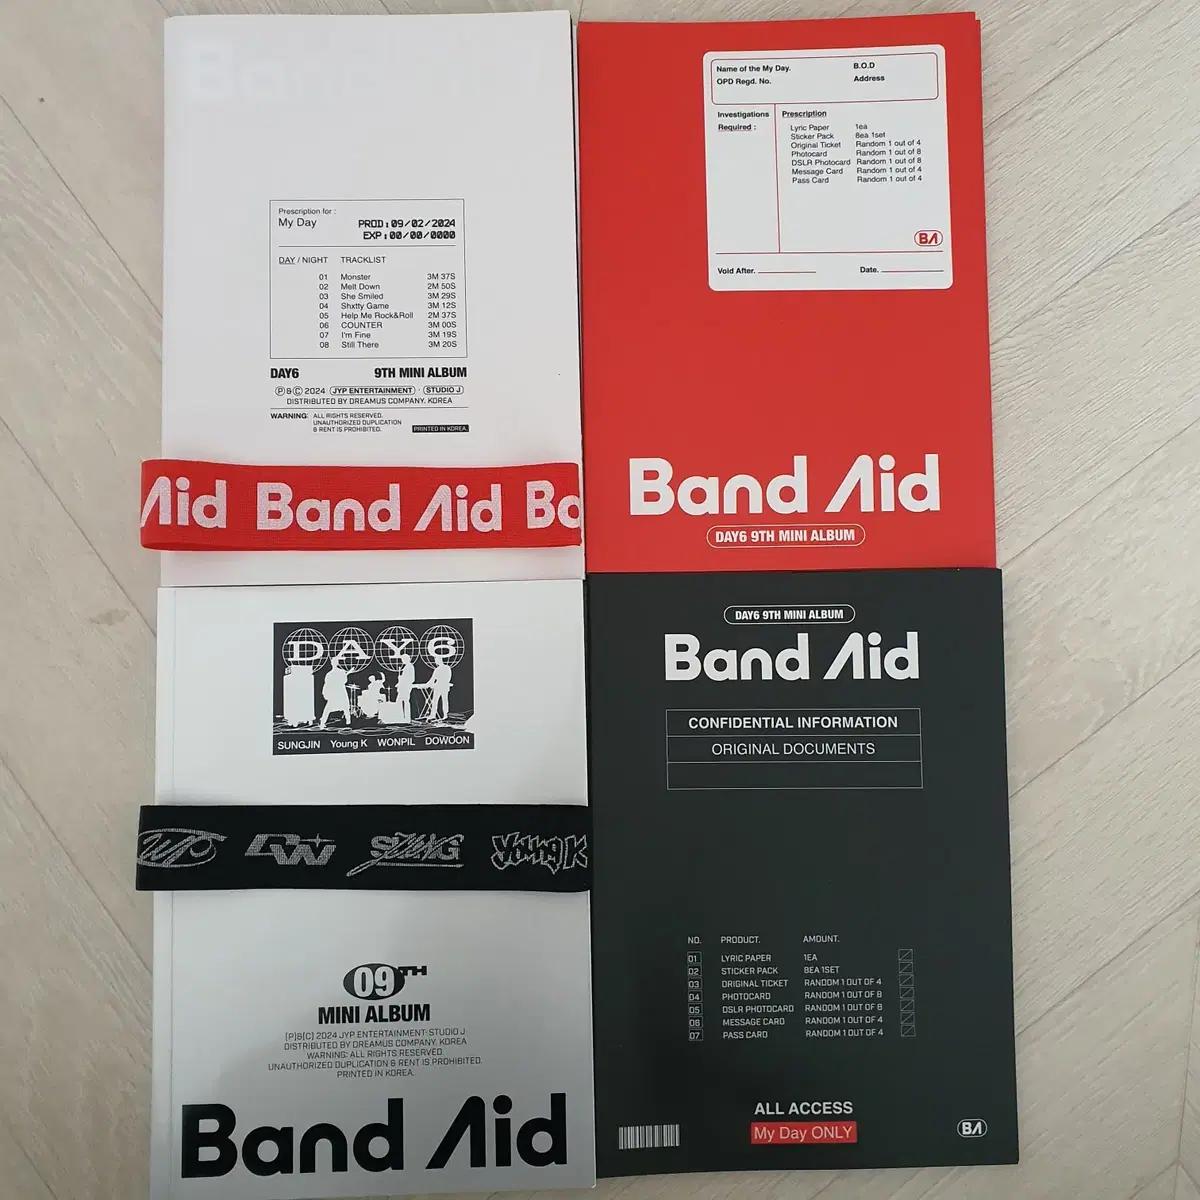 Band
Prescription for :
My Day
PROD:09/02/2024
EXP:00/00/0000
DAY / NIGHT TRACKLIST
01 Monster 3M 37S
02 Melt Down 2M 50S
03 She Smiled 3M 29S
04 Shxtty Game 3M 12S
05 Help Me Rock&Roll 2M 37S
06 COUNTER 3M 00S
07 I'm Fine 3M 19S
08 Still There 3M 20S
DAY6 9TH MINI ALBUM
Ⓟ&Ⓒ 2024 JYP ENTERTAINMENT · STUDIO J
DISTRIBUTED BY DREAMUS COMPANY. KOREA
WARNING: ALL RIGHTS RESERVED.
UNAUTHORIZED DUPLICATION
& RENT IS PROHIBITED.
PRINTED IN KOREA.
Aid Band Aid Ba
Name of the My Day. B.O.D
OPD Regd. No. Address
Investigations Prescription
Required :
Lyric Paper 1ea
Sticker Pack 8ea 1set
Original Ticket Random 1 out of 4
Photocard Random 1 out of 8
DSLR Photocard Random 1 out of 8
Message Card Random 1 out of 4
Pass Card Random 1 out of 4
BA
Void After. Date.
Band Aid
DAY6 9TH MINI ALBUM
DAY6
SUNGJIN Young K WONPIL DOWOON
WP DW SUNG Young K
09TH
MINI ALBUM
(P)&(C) 2024 JYP ENTERTAINMENT·STUDIO J
DISTRIBUTED BY DREAMUS COMPANY. KOREA
WARNING: ALL RIGHTS RESERVED.
UNAUTHORIZED DUPLICATION & RENT IS PROHIBITED.
PRINTED IN KOREA.
Band Aid
DAY6 9TH MINI ALBUM
Band Aid
CONFIDENTIAL INFORMATION
ORIGINAL DOCUMENTS
NO. PRODUCT. AMOUNT.
01 LYRIC PAPER 1EA
02 STICKER PACK 8EA 1SET
03 ORIGINAL TICKET RANDOM 1 OUT OF 4
04 PHOTOCARD RANDOM 1 OUT OF 8
05 DSLR PHOTOCARD RANDOM 1 OUT OF 8
06 MESSAGE CARD RANDOM 1 OUT OF 4
07 PASS CARD RANDOM 1 OUT OF 4
ALL ACCESS
My Day ONLY
BA